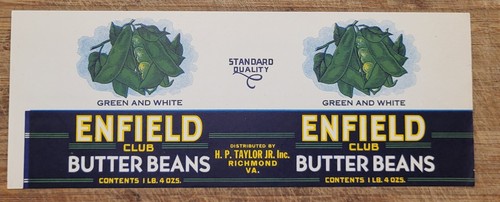 GREEN AND WHITE
ENFIELD
CLUB
BUTTER BEANS
CONTENTS 1 LB. 4 OZS.
STANDARD
QUALITY
DISTRIBUTED BY
H. P. TAYLOR JR. Inc.
RICHMOND
VA.
GREEN AND WHITE
ENFIELD
CLUB
BUTTER BEANS
CONTENTS 1 LB. 4 OZS.